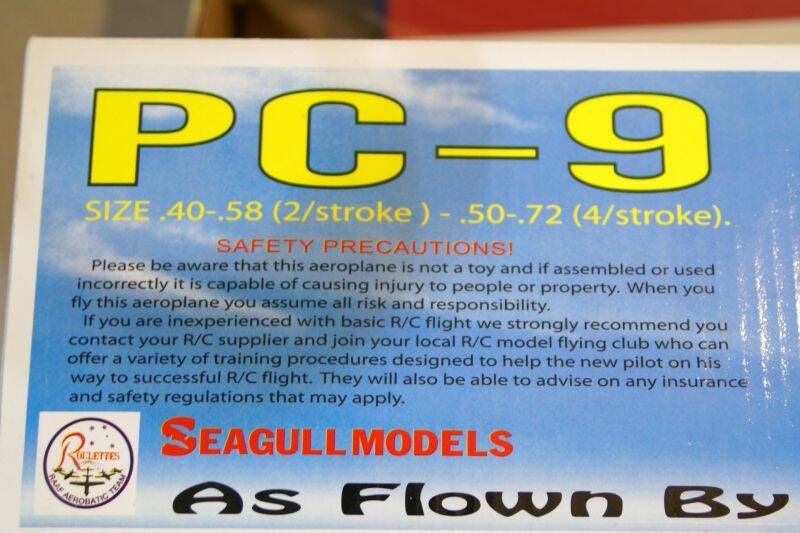 PC-9
SIZE .40-.58 (2/stroke ) - .50-.72 (4/stroke).
SAFETY PRECAUTIONS!
Please be aware that this aeroplane is not a toy and if assembled or used
incorrectly it is capable of causing injury to people or property. When you
fly this aeroplane you assume all risk and responsibility.
If you are inexperienced with basic R/C flight we strongly recommend you
contact your R/C supplier and join your local R/C model flying club who can
offer a variety of training procedures designed to help the new pilot on his
way to successful R/C flight. They will also be able to advise on any insurance
and safety regulations that may apply.
SEAGULL MODELS
ROULETTES
RAAF AEROBATIC TEAM
As Flown By